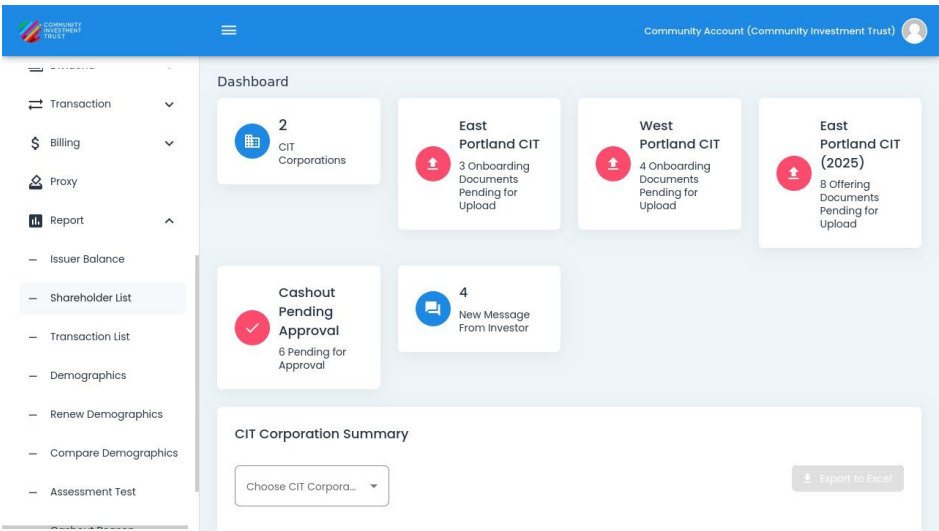 COMMUNITY
INVESTMENT
TRUST
Community Account (Community Investment Trust)
Transaction
Billing
Proxy
Report
Issuer Balance
Shareholder List
Transaction List
Demographics
Renew Demographics
Compare Demographics
Assessment Test
Dashboard
2
CIT
Corporations
East
Portland CIT
3 Onboarding
Documents
Pending for
Upload
West
Portland CIT
4 Onboarding
Documents
Pending for
Upload
East
Portland CIT
(2025)
8 Offering
Documents
Pending for
Upload
Cashout
Pending
Approval
6 Pending for
Approval
4
New Message
From Investor
CIT Corporation Summary
Choose CIT Corpora...
Export to Excel